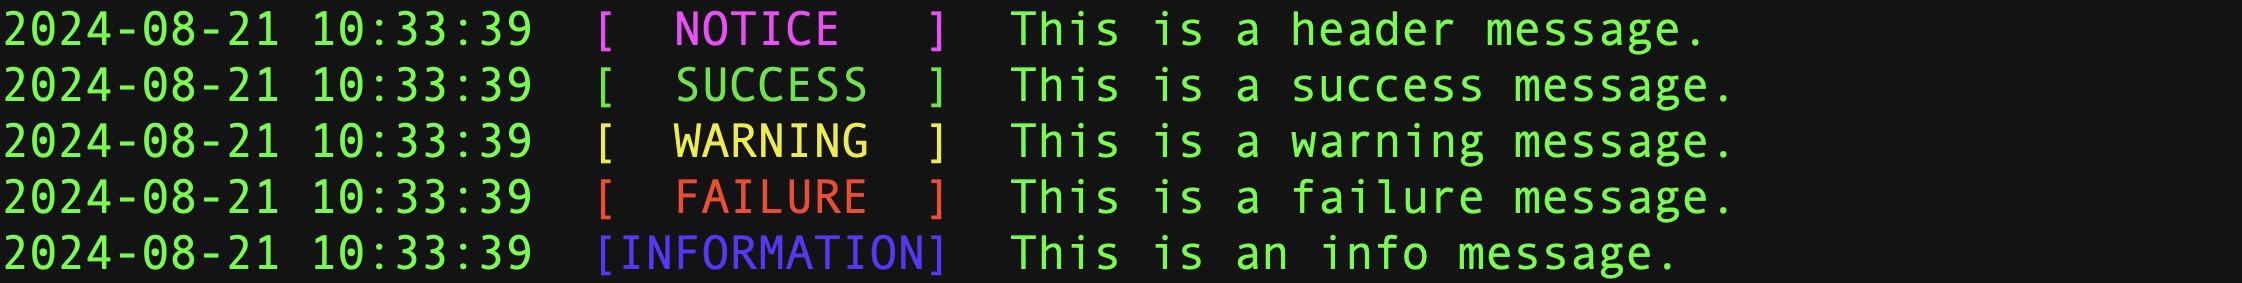 2024-08-21 10:33:39  [  NOTICE   ]  This is a header message.
2024-08-21 10:33:39  [  SUCCESS  ]  This is a success message.
2024-08-21 10:33:39  [  WARNING  ]  This is a warning message.
2024-08-21 10:33:39  [  FAILURE  ]  This is a failure message.
2024-08-21 10:33:39  [INFORMATION]  This is an info message.